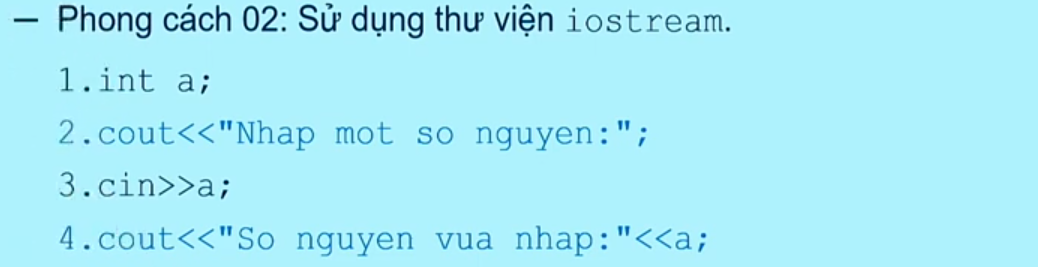 – Phong cách 02: Sử dụng thư viện iostream.
1.int a;
2.cout<<"Nhap mot so nguyen:";
3.cin>>a;
4.cout<<"So nguyen vua nhap:"<<a;